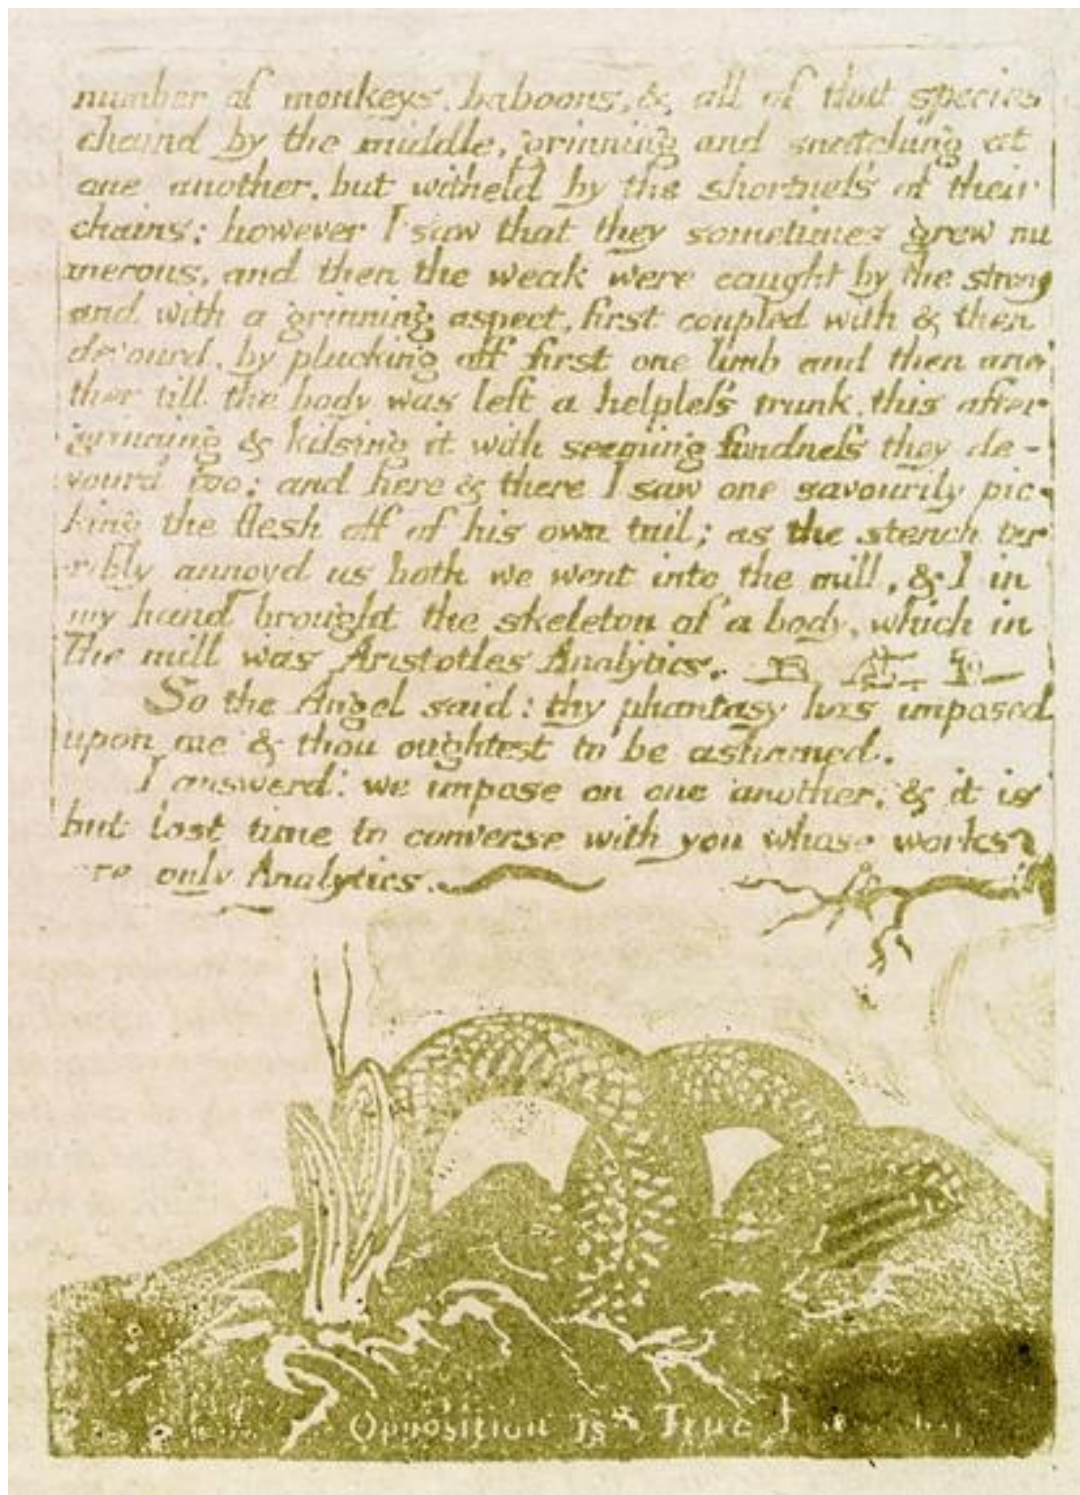 number of monkeys, baboons, & all of that species
chaind by the middle, grinning and snatching at
one another, but witheld by the shortness of their
chains: however I saw that they sometimes grew nu
merous, and then the weak were caught by the strong
and with a grinning aspect, first coupled with & then
devourd, by plucking off first one limb and then ano
ther till the body was left a helpless trunk. this after
grinning & kissing it with seeming fondness they de-
vourd too; and here & there I saw one savourily pic-
king the flesh off of his own tail; as the stench ter
ribly annoyd us both we went into the mill, & I in
my hand brought the skeleton of a body, which in
the mill was Aristotles Analytics.
So the Angel said: thy phantasy has imposed
upon me & thou oughtest to be ashamed.
I answerd: we impose on one another, & it is
but lost time to converse with you whose works
are only Analytics.
Opposition is True